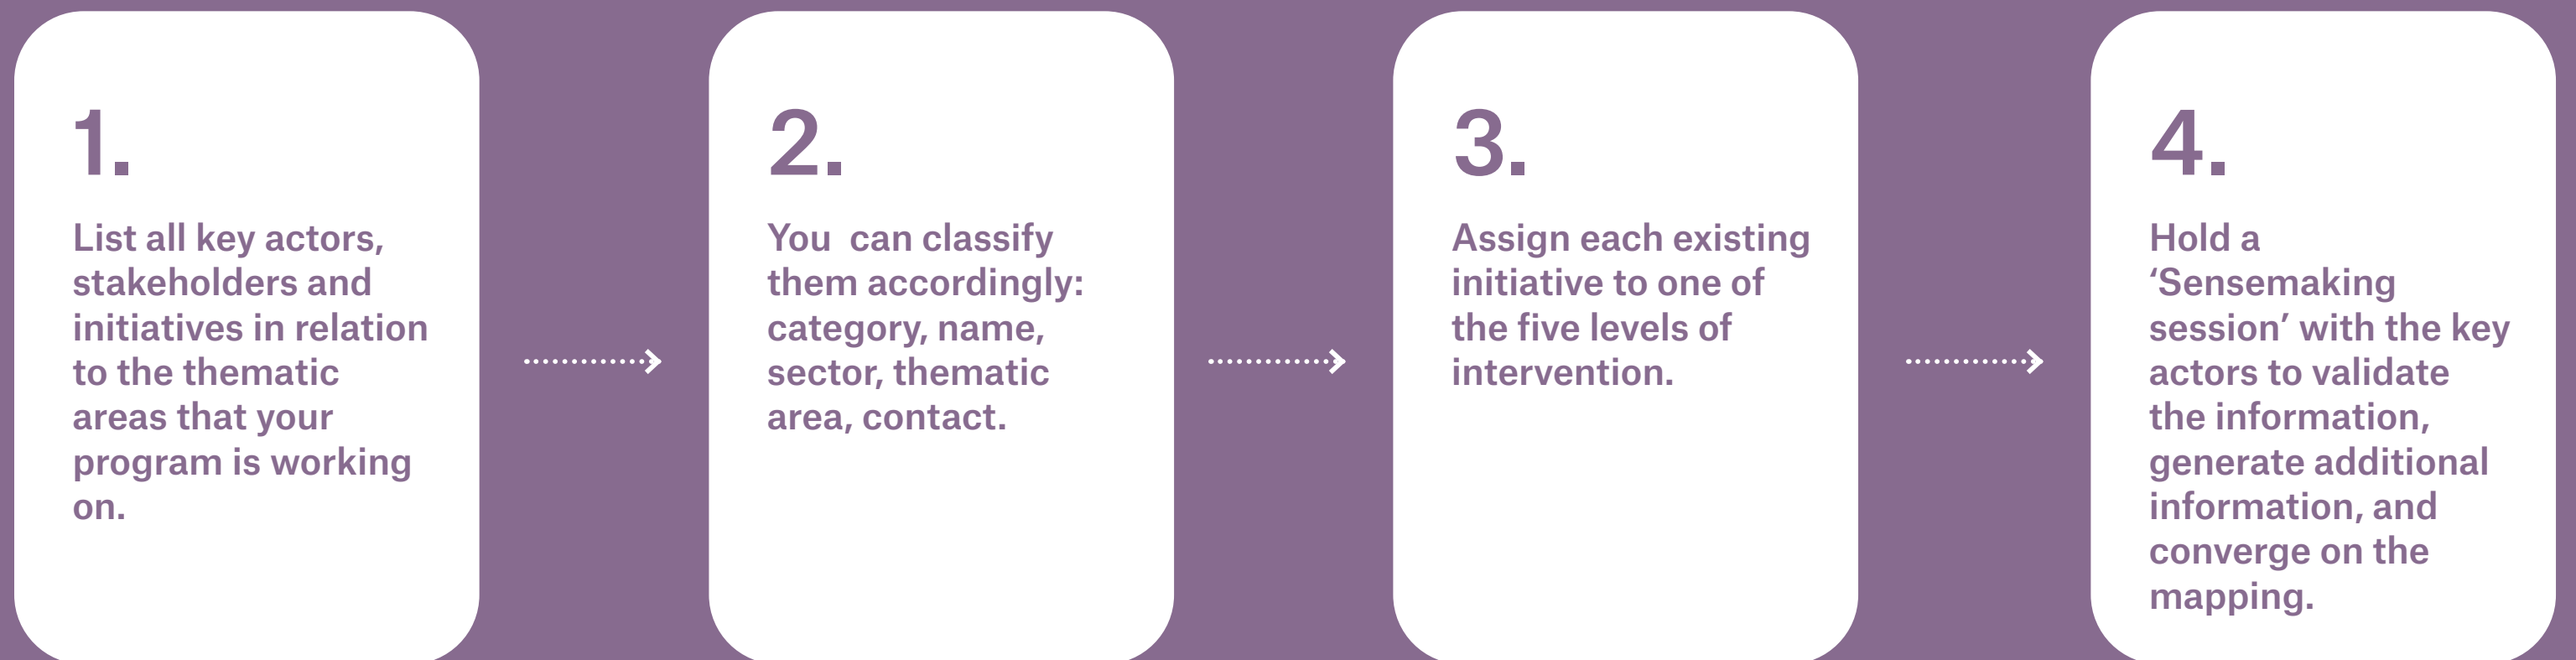 1.
List all key actors,
stakeholders and
initiatives in relation
to the thematic
areas that your
program is working
on.
2.
You  can classify
them accordingly:
category, name,
sector, thematic
area, contact.
3.
Assign each existing
initiative to one of
the five levels of
intervention.
4.
Hold a
‘Sensemaking
session’ with the key
actors to validate
the information,
generate additional
information, and
converge on the
mapping.